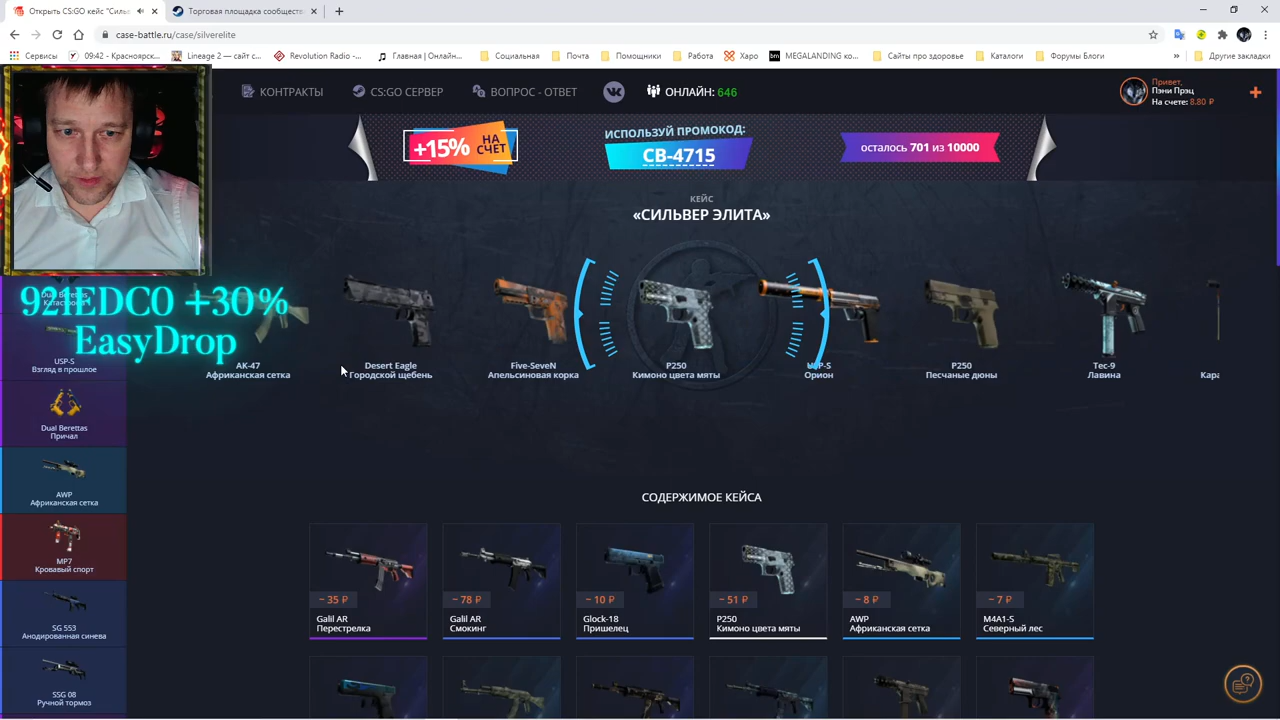 Открыть CS:GO кейс "Силь
Торговая площадка сообществ
case-battle.ru/case/silverelite
Сервисы
09:42 – Красноярск...
Lineage 2 — сайт с...
Revolution Radio –...
Главная | Онлайн...
Социальная
Почта
Помощники
Работа
Харо
MEGALANDING ко...
Сайты про здоровье
Каталоги
Форумы Блоги
»
Другие закладки
КОНТРАКТЫ
CS:GO СЕРВЕР
ВОПРОС - ОТВЕТ
ОНЛАЙН: 646
Привет,
Пэни Прэц
На счете: 8.80 ₽
+15% НА СЧЕТ
ИСПОЛЬЗУЙ ПРОМОКОД:
CB-4715
осталось 701 из 10000
КЕЙС
«СИЛЬВЕР ЭЛИТА»
921EDC0 +30%
EasyDrop
AK-47
Африканская сетка
Desert Eagle
Городской щебень
Five-SeveN
Апельсиновая корка
P250
Кимоно цвета мяты
USP-S
Орион
P250
Песчаные дюны
Tec-9
Лавина
Dual Berettas
USP-S
Взгляд в прошлое
Dual Berettas
Причал
AWP
Африканская сетка
MP7
Кровавый спорт
SG 553
Анодированная синева
SSG 08
Ручной тормоз
СОДЕРЖИМОЕ КЕЙСА
~ 35 ₽
Galil AR
Перестрелка
~ 78 ₽
Galil AR
Смокинг
~ 10 ₽
Glock-18
Пришелец
~ 51 ₽
P250
Кимоно цвета мяты
~ 8 ₽
AWP
Африканская сетка
~ 7 ₽
M4A1-S
Северный лес